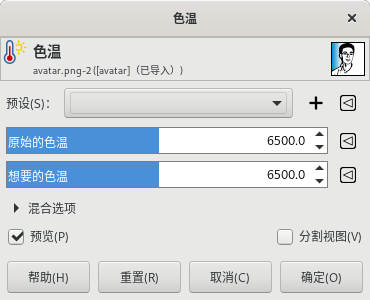 色温
色温
avatar.png-2 ([avatar]（已导入）)
预设(S)：
原始的色温 6500.0
想要的色温 6500.0
混合选项
预览(P) 分割视图(V)
帮助(H) 重置(R) 取消(C) 确定(O)